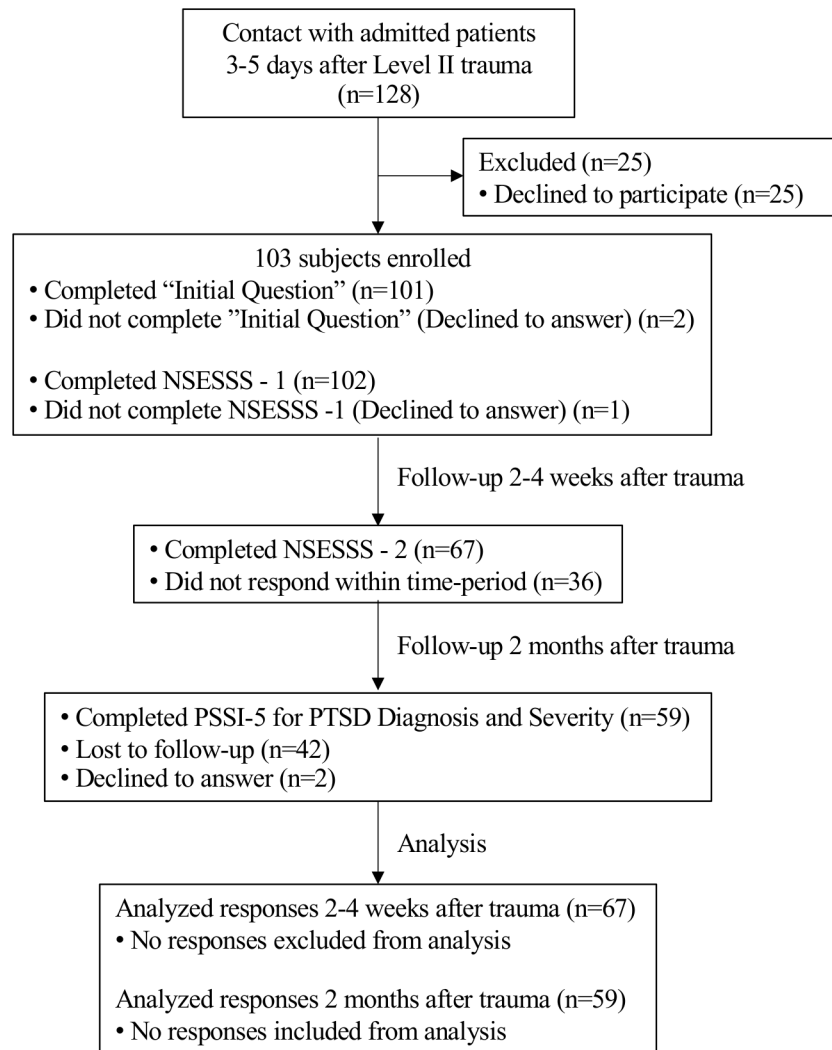 Contact with admitted patients
3-5 days after Level II trauma
(n=128)
Excluded (n=25)
• Declined to participate (n=25)
103 subjects enrolled
• Completed “Initial Question” (n=101)
• Did not complete ”Initial Question” (Declined to answer) (n=2)
• Completed NSESSS - 1 (n=102)
• Did not complete NSESSS -1 (Declined to answer) (n=1)
Follow-up 2-4 weeks after trauma
• Completed NSESSS - 2 (n=67)
• Did not respond within time-period (n=36)
Follow-up 2 months after trauma
• Completed PSSI-5 for PTSD Diagnosis and Severity (n=59)
• Lost to follow-up (n=42)
• Declined to answer (n=2)
Analysis
Analyzed responses 2-4 weeks after trauma (n=67)
• No responses excluded from analysis
Analyzed responses 2 months after trauma (n=59)
• No responses included from analysis